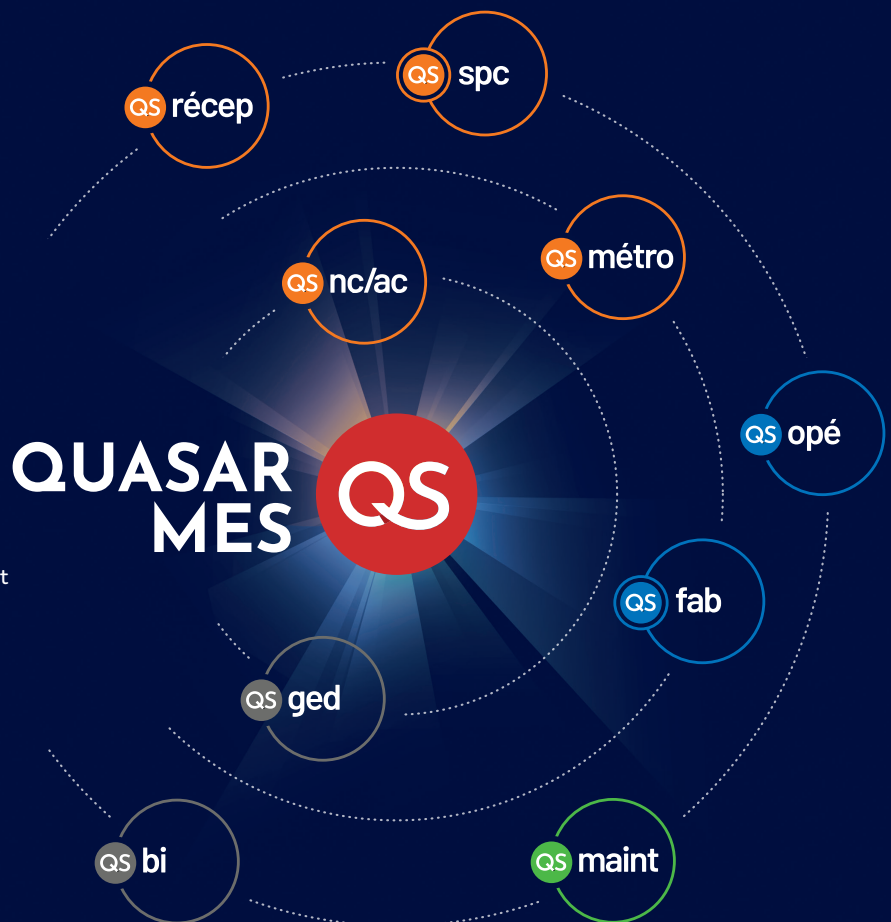 QS spc
QS récep
QS métro
QS nc/ac
QS opé
QUASAR
MES
QS
t
QS fab
QS ged
QS bi
QS maint